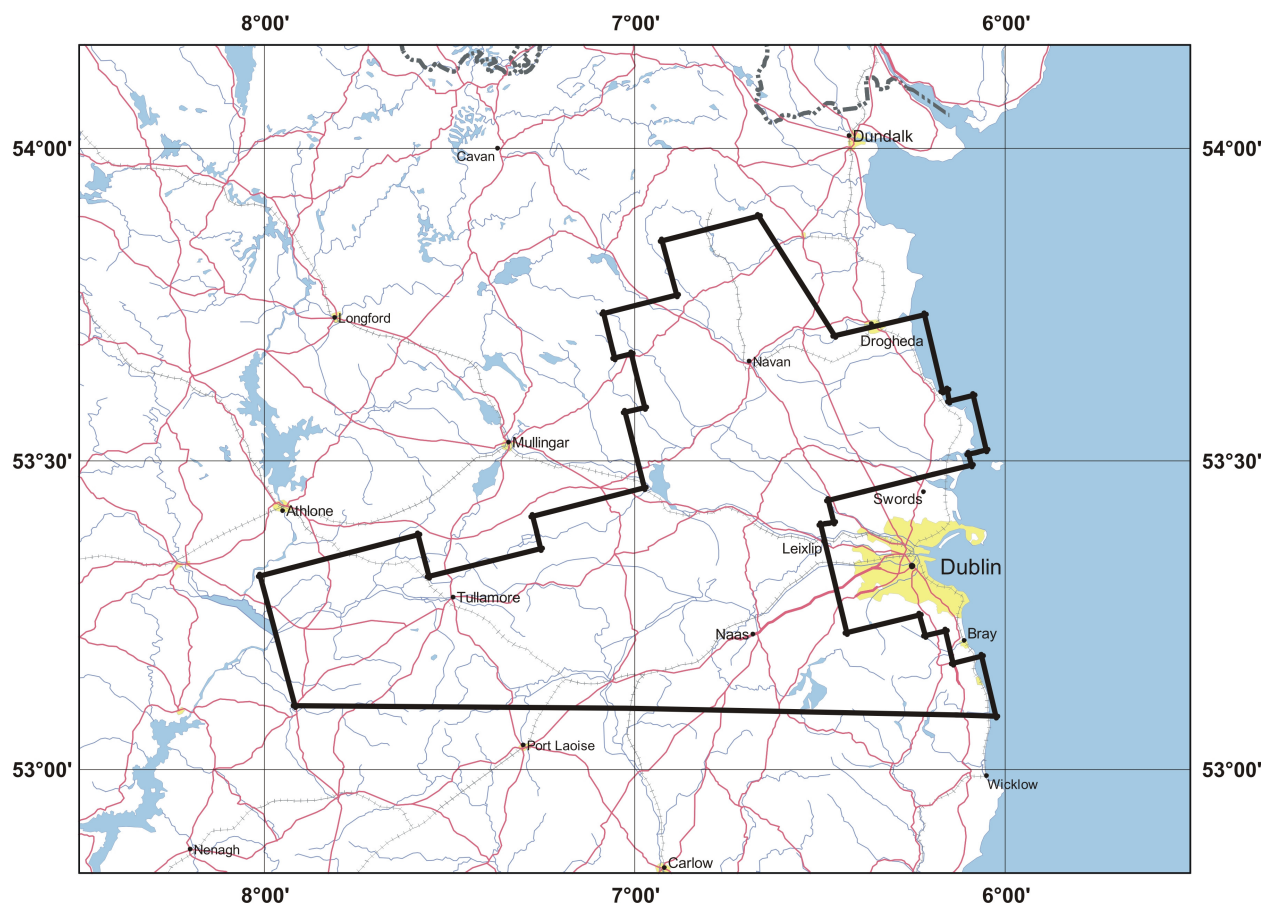 8°00' 7°00' 6°00'
Dundalk
54°00' 54°00'
Cavan
Longford
Drogheda
Navan
Mullingar
53°30' 53°30'
Swords
Athlone
Leixlip
Dublin
Tullamore
Naas
Bray
Port Laoise
53°00' 53°00'
Wicklow
Nenagh
Carlow
8°00' 7°00' 6°00'